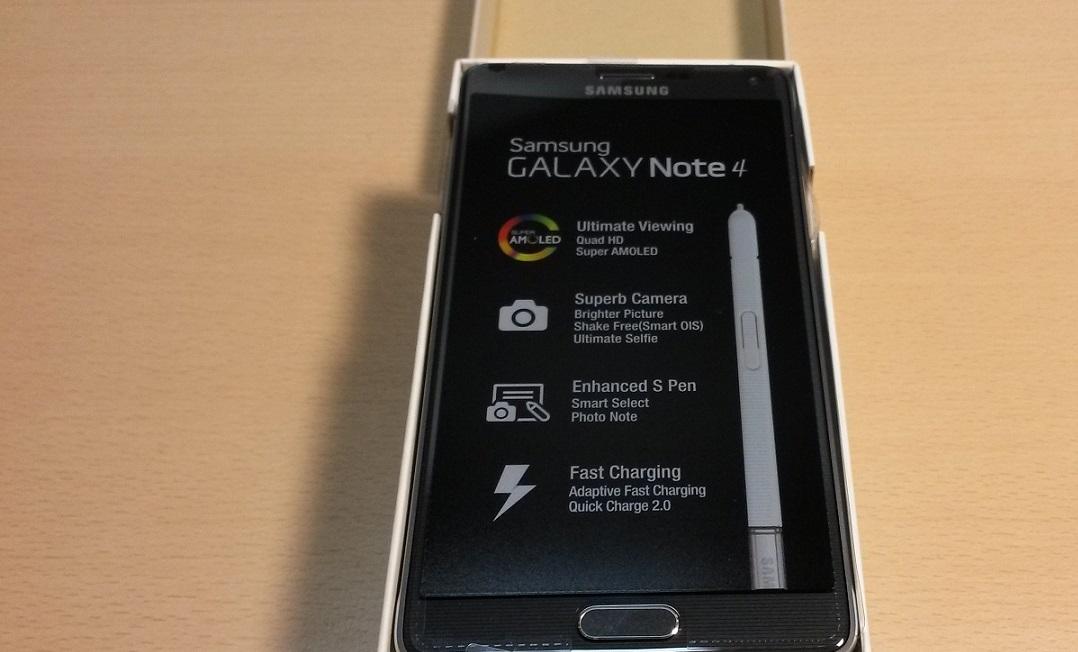 SAMSUNG
Samsung
GALAXY Note 4
SUPER
AMOLED
Ultimate Viewing
Quad HD
Super AMOLED
Superb Camera
Brighter Picture
Shake Free(Smart OIS)
Ultimate Selfie
Enhanced S Pen
Smart Select
Photo Note
Fast Charging
Adaptive Fast Charging
Quick Charge 2.0
SAM